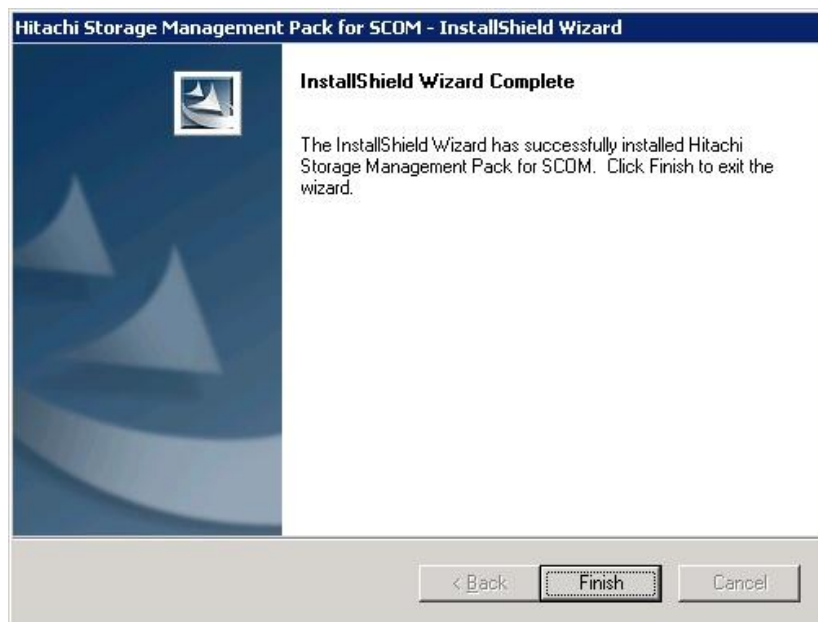 Hitachi Storage Management Pack for SCOM - InstallShield Wizard
InstallShield Wizard Complete
The InstallShield Wizard has successfully installed Hitachi
Storage Management Pack for SCOM. Click Finish to exit the
wizard.
< Back
Finish
Cancel